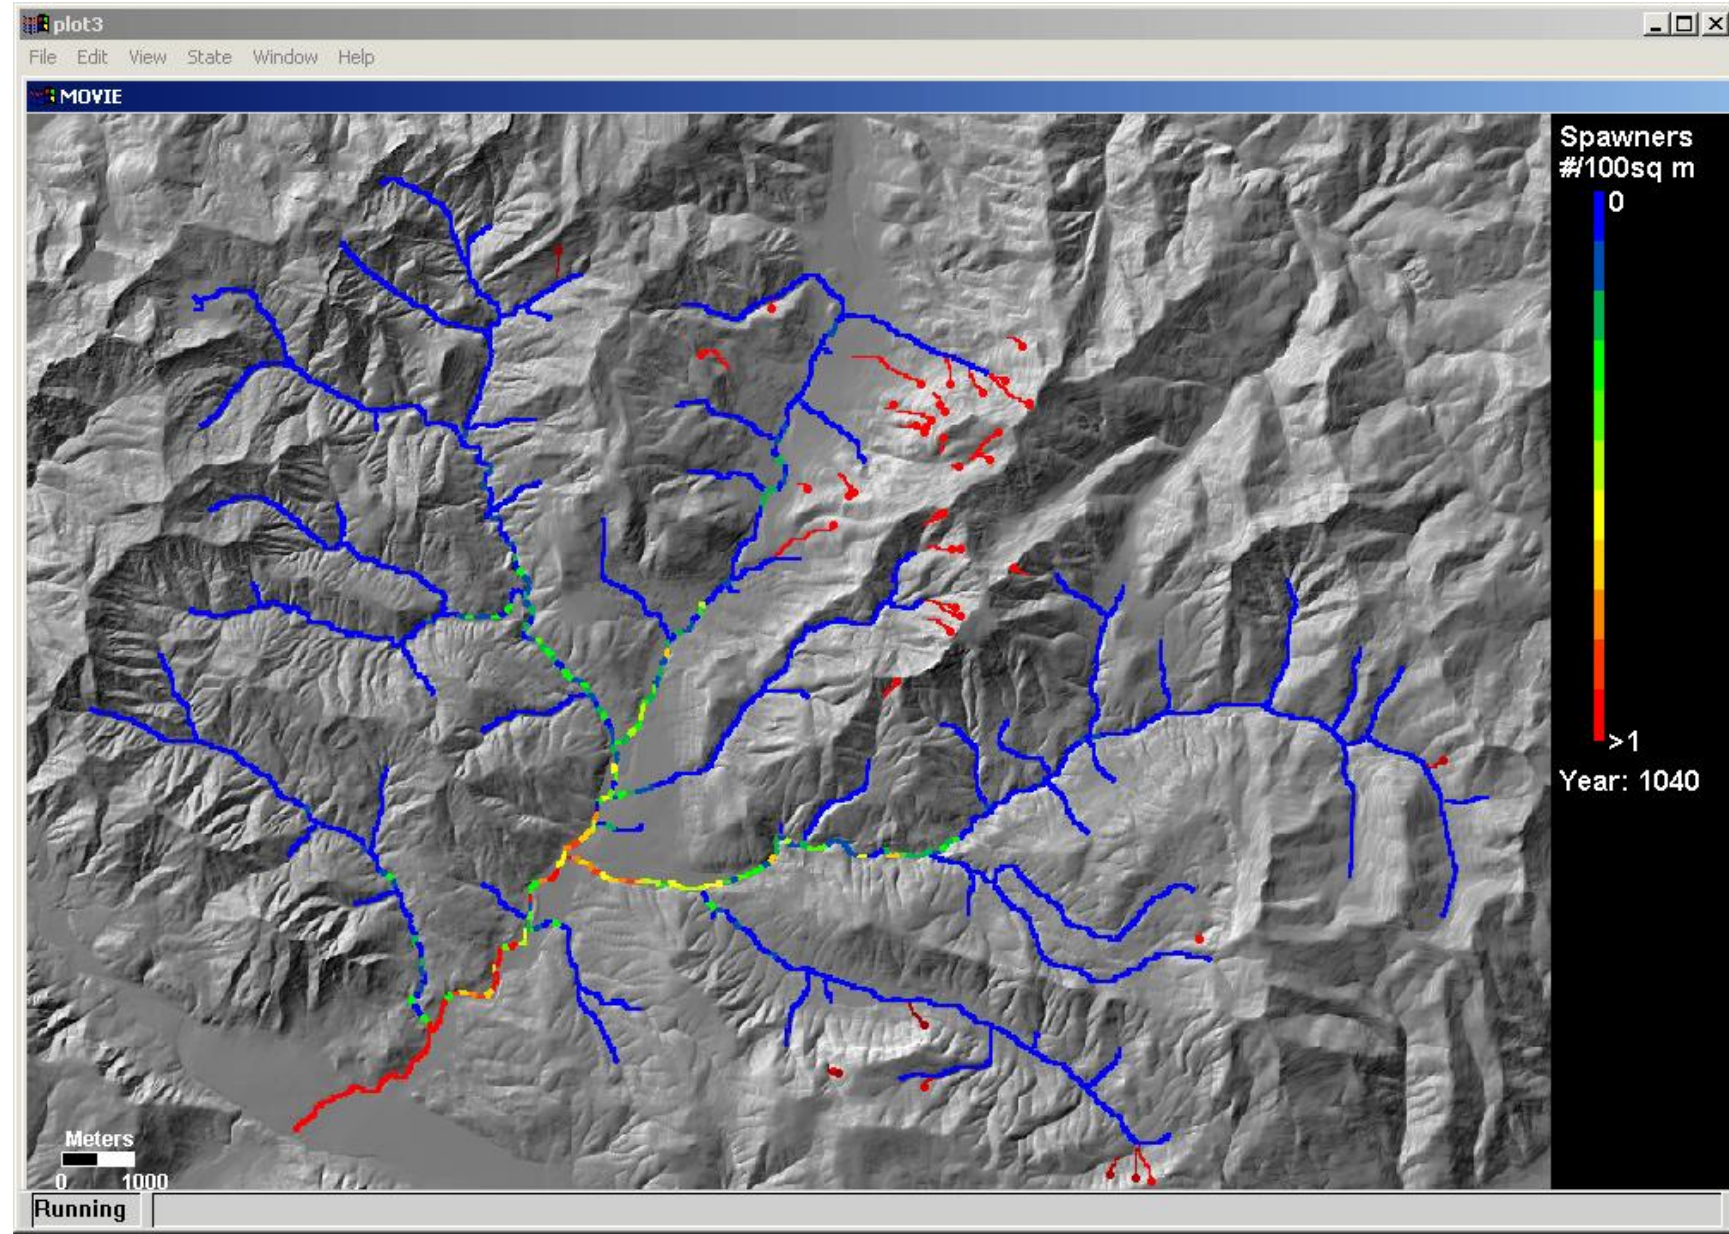 plot3
File Edit View State Window Help
MOVIE
Spawners
#/100sq m
0
>1
Year: 1040
Meters
0 1000
Running